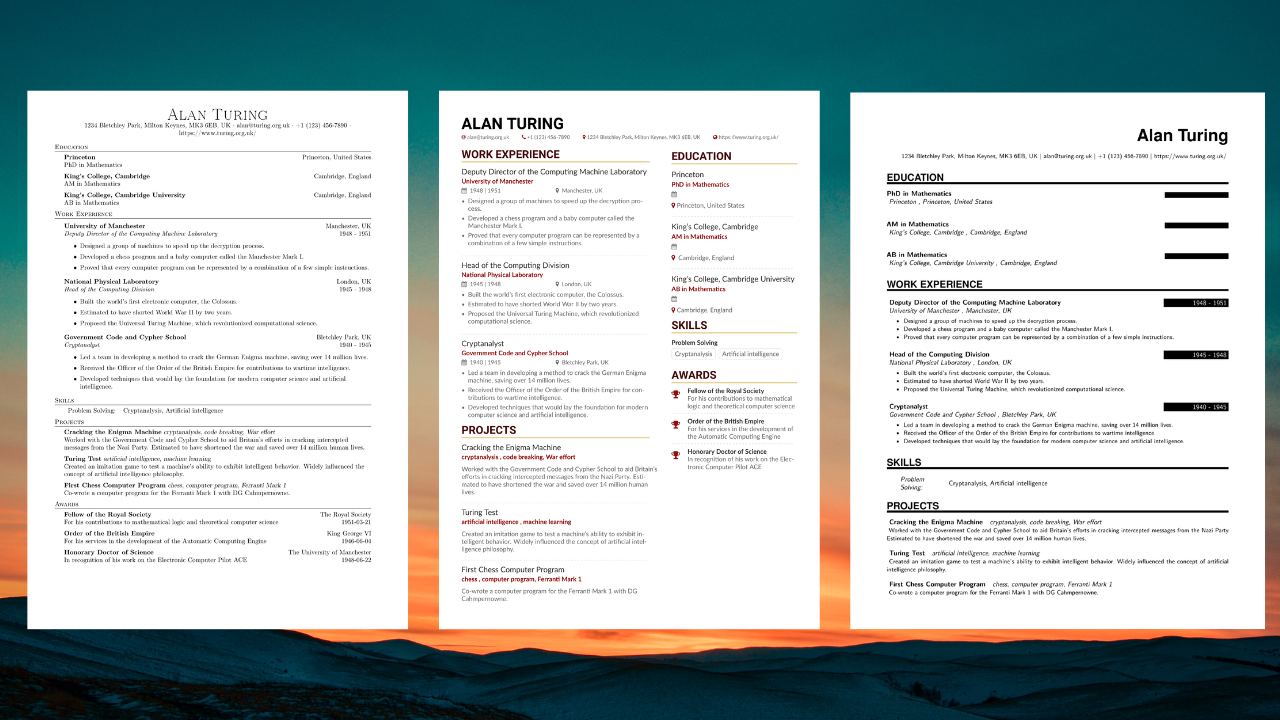 ALAN TURING
1234 Bletchley Park, Milton Keynes, MK3 6EB, UK · alan@turing.org.uk · +1 (123) 456-7890 ·
https://www.turing.org.uk/
EDUCATION
Princeton Princeton, United States
PhD in Mathematics
King's College, Cambridge Cambridge, England
AM in Mathematics
King's College, Cambridge University Cambridge, England
AB in Mathematics
WORK EXPERIENCE
University of Manchester Manchester, UK
Deputy Director of the Computing Machine Laboratory 1948 - 1951
• Designed a group of machines to speed up the decryption process.
• Developed a chess program and a baby computer called the Manchester Mark I.
• Proved that every computer program can be represented by a combination of a few simple instructions.
National Physical Laboratory London, UK
Head of the Computing Division 1945 - 1948
• Built the world's first electronic computer, the Colossus.
• Estimated to have shorted World War II by two years.
• Proposed the Universal Turing Machine, which revolutionized computational science.
Government Code and Cypher School Bletchley Park, UK
Cryptanalyst 1940 - 1945
• Led a team in developing a method to crack the German Enigma machine, saving over 14 million lives.
• Received the Officer of the Order of the British Empire for contributions to wartime intelligence.
• Developed techniques that would lay the foundation for modern computer science and artificial
intelligence.
SKILLS
Problem Solving: Cryptanalysis, Artificial intelligence
PROJECTS
Cracking the Enigma Machine cryptanalysis, code breaking, War effort
Worked with the Government Code and Cypher School to aid Britain's efforts in cracking intercepted
messages from the Nazi Party. Estimated to have shortened the war and saved over 14 million human lives.
Turing Test artificial intelligence, machine learning
Created an imitation game to test a machine's ability to exhibit intelligent behavior. Widely influenced the
concept of artificial intelligence philosophy.
First Chess Computer Program chess, computer program, Ferranti Mark 1
Co-wrote a computer program for the Ferranti Mark 1 with DG Cahmpernowne.
AWARDS
Fellow of the Royal Society The Royal Society
For his contributions to mathematical logic and theoretical computer science 1951-03-21
Order of the British Empire King George VI
For his services in the development of the Automatic Computing Engine 1946-06-04
Honorary Doctor of Science The University of Manchester
In recognition of his work on the Electronic Computer Pilot ACE 1948-06-22
ALAN TURING
alan@turing.org.uk +1 (123) 456-7890 1234 Bletchley Park, Milton Keynes, MK3 6EB, UK https://www.turing.org.uk/
WORK EXPERIENCE
Deputy Director of the Computing Machine Laboratory
University of Manchester
1948 | 1951 Manchester, UK
• Designed a group of machines to speed up the decryption pro-
cess.
• Developed a chess program and a baby computer called the
Manchester Mark I.
• Proved that every computer program can be represented by a
combination of a few simple instructions.
Head of the Computing Division
National Physical Laboratory
1945 | 1948 London, UK
• Built the world's first electronic computer, the Colossus.
• Estimated to have shorted World War II by two years.
• Proposed the Universal Turing Machine, which revolutionized
computational science.
Cryptanalyst
Government Code and Cypher School
1940 | 1945 Bletchley Park, UK
• Led a team in developing a method to crack the German Enigma
machine, saving over 14 million lives.
• Received the Officer of the Order of the British Empire for con-
tributions to wartime intelligence.
• Developed techniques that would lay the foundation for modern
computer science and artificial intelligence.
PROJECTS
Cracking the Enigma Machine
cryptanalysis , code breaking, War effort
Worked with the Government Code and Cypher School to aid Britain's
efforts in cracking intercepted messages from the Nazi Party. Esti-
mated to have shortened the war and saved over 14 million human
lives.
Turing Test
artificial intelligence , machine learning
Created an imitation game to test a machine's ability to exhibit in-
telligent behavior. Widely influenced the concept of artificial intel-
ligence philosophy.
First Chess Computer Program
chess , computer program, Ferranti Mark 1
Co-wrote a computer program for the Ferranti Mark 1 with DG
Cahmpernowne.
EDUCATION
Princeton
PhD in Mathematics
Princeton, United States
King's College, Cambridge
AM in Mathematics
Cambridge, England
King's College, Cambridge University
AB in Mathematics
Cambridge, England
SKILLS
Problem Solving
Cryptanalysis Artificial intelligence
AWARDS
Fellow of the Royal Society
For his contributions to mathematical
logic and theoretical computer science
Order of the British Empire
For his services in the development of
the Automatic Computing Engine
Honorary Doctor of Science
In recognition of his work on the Elec-
tronic Computer Pilot ACE
Alan Turing
1234 Bletchley Park, Milton Keynes, MK3 6EB, UK | alan@turing.org.uk | +1 (123) 456-7890 | https://www.turing.org.uk/
EDUCATION
PhD in Mathematics
Princeton , Princeton, United States
AM in Mathematics
King's College, Cambridge , Cambridge, England
AB in Mathematics
King's College, Cambridge University , Cambridge, England
WORK EXPERIENCE
Deputy Director of the Computing Machine Laboratory 1948 - 1951
University of Manchester , Manchester, UK
• Designed a group of machines to speed up the decryption process.
• Developed a chess program and a baby computer called the Manchester Mark I.
• Proved that every computer program can be represented by a combination of a few simple instructions.
Head of the Computing Division 1945 - 1948
National Physical Laboratory , London, UK
• Built the world's first electronic computer, the Colossus.
• Estimated to have shorted World War II by two years.
• Proposed the Universal Turing Machine, which revolutionized computational science.
Cryptanalyst 1940 - 1945
Government Code and Cypher School , Bletchley Park, UK
• Led a team in developing a method to crack the German Enigma machine, saving over 14 million lives.
• Received the Officer of the Order of the British Empire for contributions to wartime intelligence
• Developed techniques that would lay the foundation for modern computer science and artificial intelligence.
SKILLS
Problem Cryptanalysis, Artificial intelligence
Solving:
PROJECTS
Cracking the Enigma Machine cryptanalysis, code breaking, War effort
Worked with the Government Code and Cypher School to aid Britain's efforts in cracking intercepted messages from the Nazi Party.
Estimated to have shortened the war and saved over 14 million human lives.
Turing Test artificial intelligence, machine learning
Created an imitation game to test a machine's ability to exhibit intelligent behavior. Widely influenced the concept of artificial
intelligence philosophy.
First Chess Computer Program chess, computer program, Ferranti Mark 1
Co-wrote a computer program for the Ferranti Mark 1 with DG Cahmpernowne.